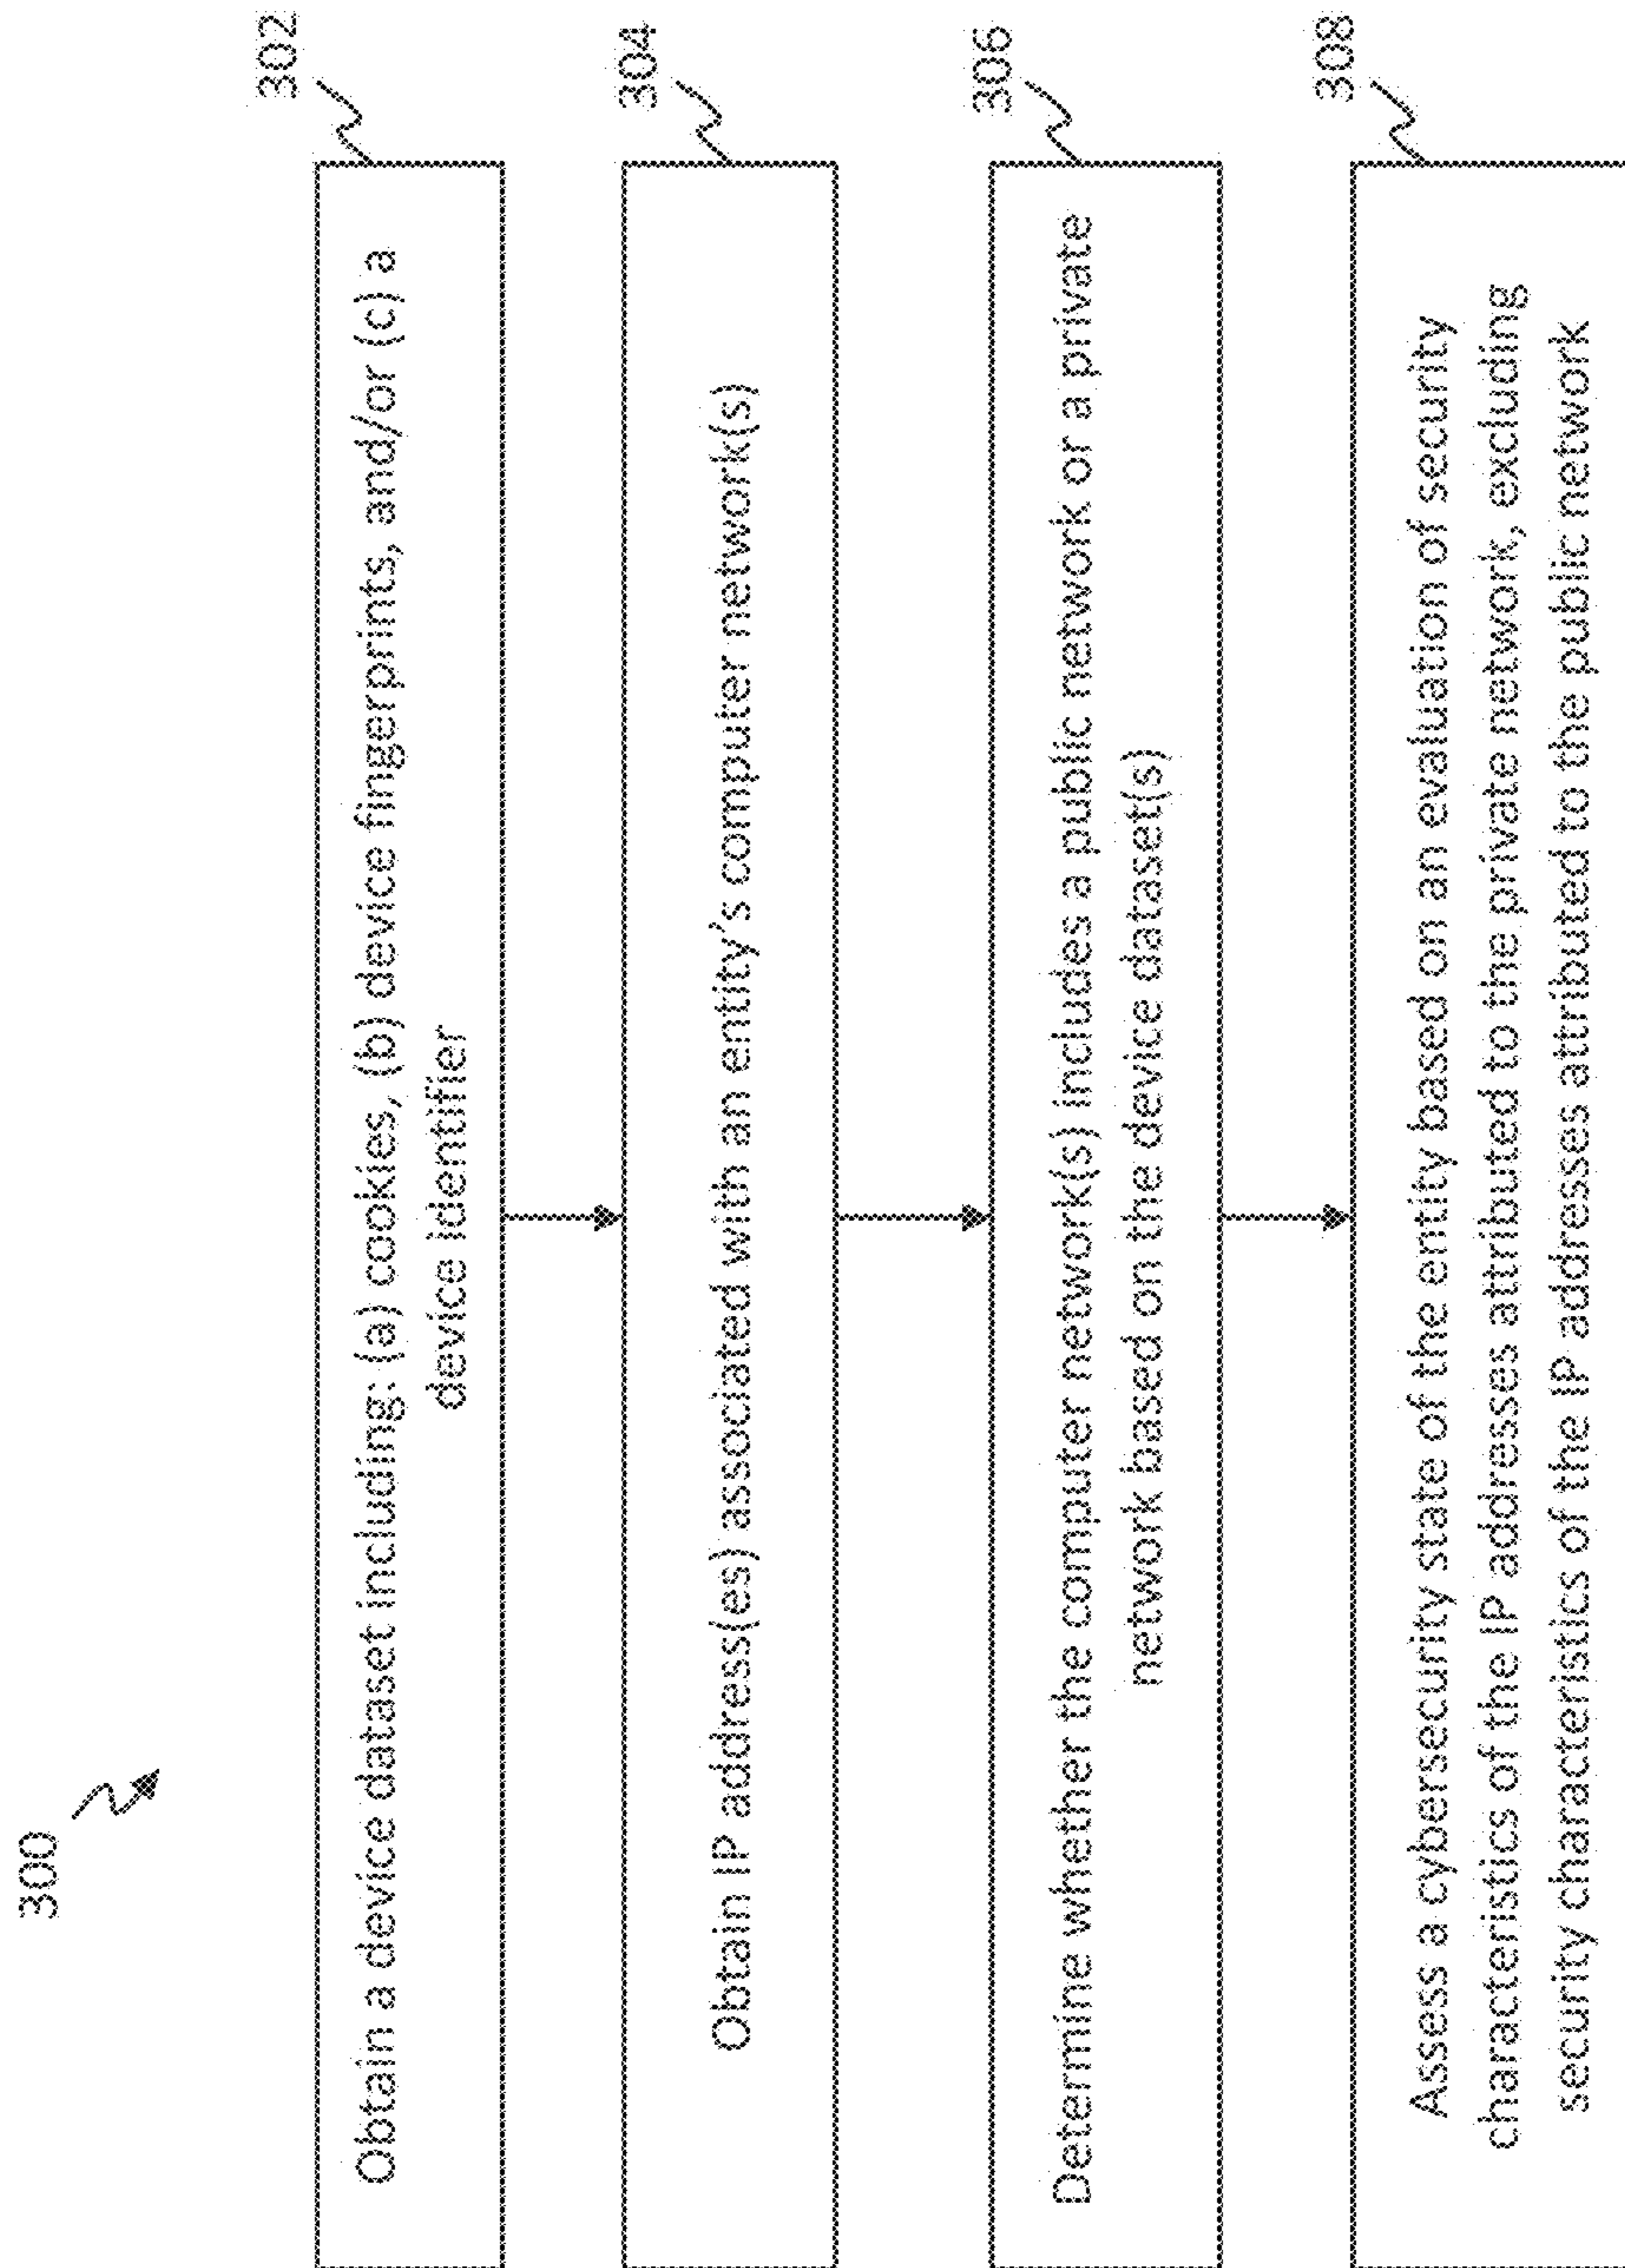 300
302
Obtain a device dataset including: (a) cookies, (b) device fingerprints, and/or (c) a
device identifier
304
Obtain IP address(es) associated with an entity's computer network(s)
306
Determine whether the computer network(s) includes a public network or a private
network based on the device dataset(s)
308
Assess a cybersecurity state of the entity based on an evaluation of security
characteristics of the IP addresses attributed to the private network, excluding
security characteristics of the IP addresses attributed to the public network